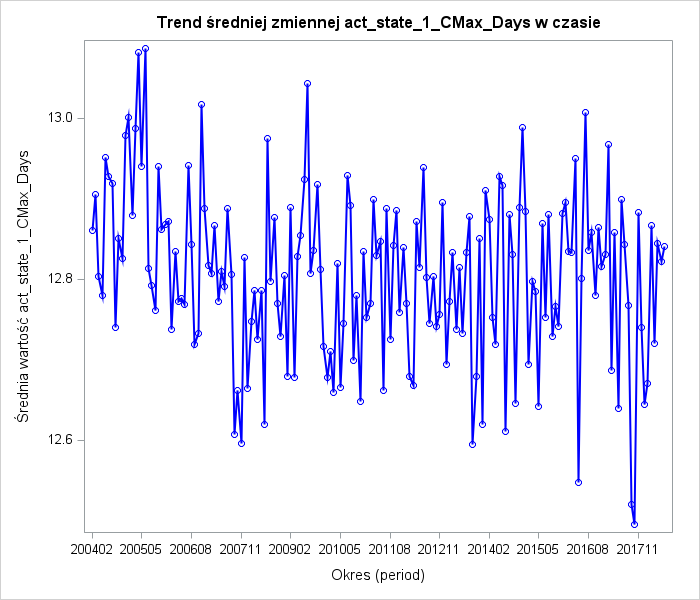 Trend średniej zmiennej act_state_1_CMax_Days w czasie
Średnia wartość act_state_1_CMax_Days
13.0
12.8
12.6
200402 200505 200608 200711 200902 201005 201108 201211 201402 201505 201608 201711
Okres (period)